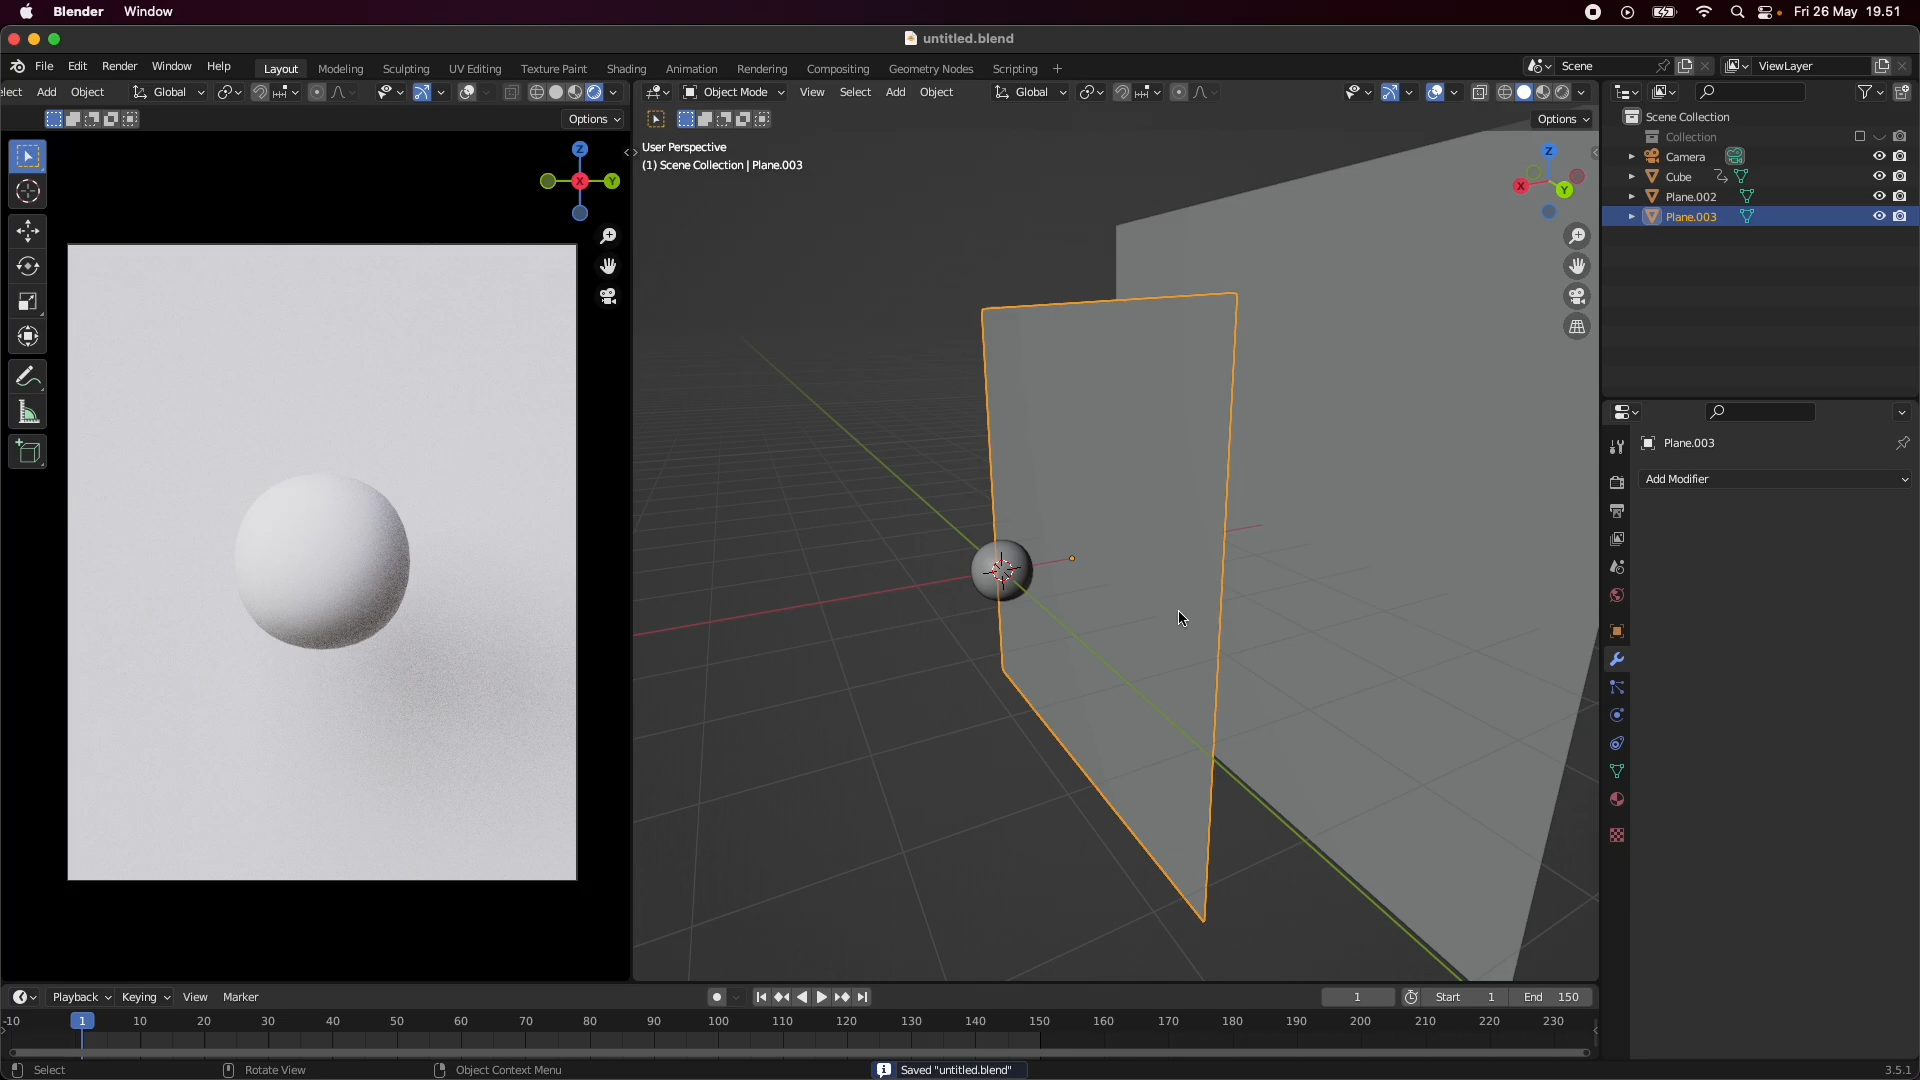 Blender Window Fri 26 May 19.51
untitled.blend
File Edit Render Window Help Layout Modeling Sculpting UV Editing Texture Paint Shading Animation Rendering Compositing Geometry Nodes Scripting + Scene ViewLayer
lect Add Object Global Object Mode View Select Add Object Global
Options Options
User Perspective
(1) Scene Collection | Plane.003
Z
X Y
Z
X Y
Scene Collection
Collection
Camera
Cube
Plane.002
Plane.003
Plane.003
Add Modifier
Playback Keying View Marker 1 Start 1 End 150
-10 1 10 20 30 40 50 60 70 80 90 100 110 120 130 140 150 160 170 180 190 200 210 220 230
Select Rotate View Object Context Menu Saved "untitled.blend" 3.5.1